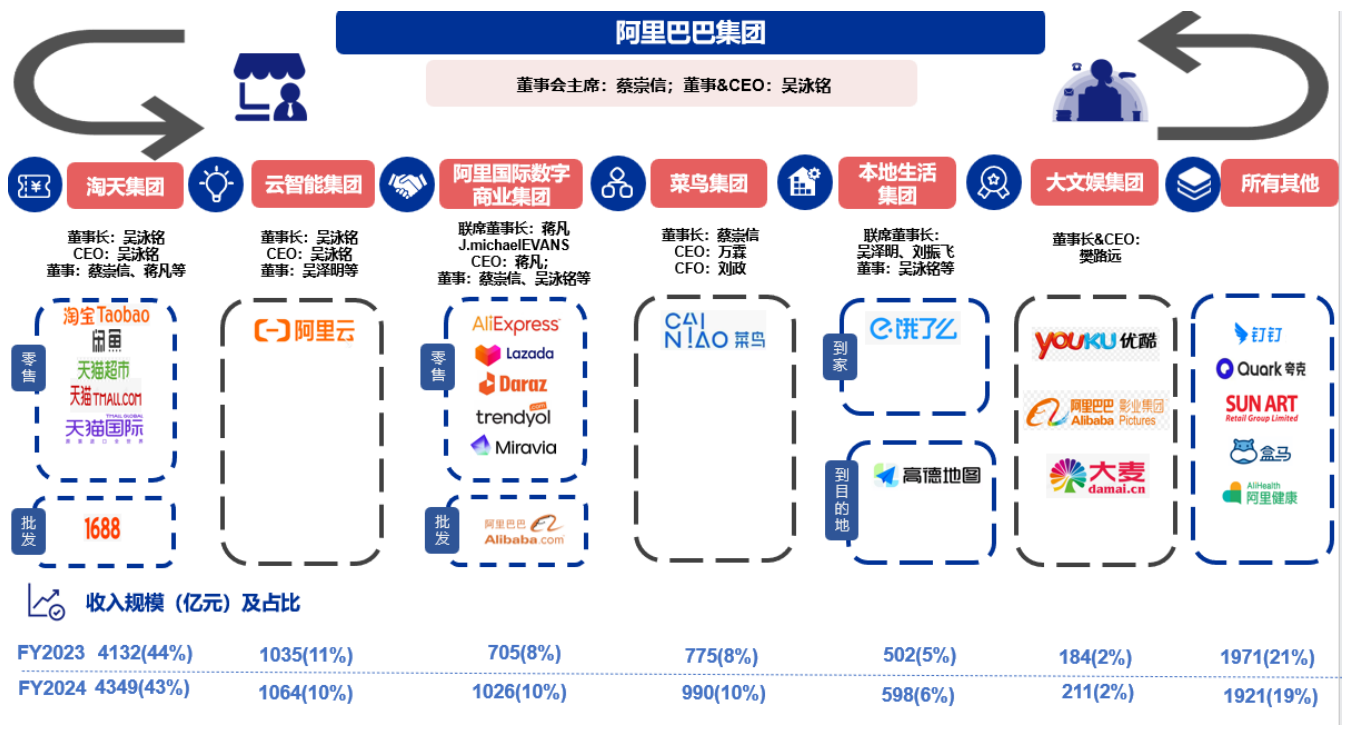 阿里巴巴集团
董事会主席：蔡崇信；董事&CEO：吴泳铭
淘天集团
董事长：吴泳铭
CEO：吴泳铭
董事：蔡崇信、蒋凡等
零售
淘宝Taobao
闲鱼
天猫超市
天猫TMALL.COM
TMALL GLOBAL
天猫国际
批发
1688
云智能集团
董事长：吴泳铭
CEO：吴泳铭
董事：吴泽明等
阿里云
阿里国际数字
商业集团
联席董事长：蒋凡
J.michaelEVANS
CEO：蒋凡；
董事：蔡崇信、吴泳铭等
零售
AliExpress
Lazada
Daraz
trendyol
.com
Miravia
批发
阿里巴巴
Alibaba.com
菜鸟集团
董事长：蔡崇信
CEO：万霖
CFO：刘政
CAI
NIAO 菜鸟
本地生活
集团
联席董事长：
吴泽明、刘振飞
董事：吴泳铭等
到家
饿了么
到目的地
高德地图
大文娱集团
董事长&CEO：
樊路远
YOUKU 优酷
阿里巴巴 影业集团
Alibaba Pictures
大麦
damai.cn
所有其他
钉钉
Quark夸克
SUN ART
Retail Group Limited
盒马
AliHealth
阿里健康
收入规模（亿元）及占比
FY2023 4132(44%) 1035(11%) 705(8%) 775(8%) 502(5%) 184(2%) 1971(21%)
FY2024 4349(43%) 1064(10%) 1026(10%) 990(10%) 598(6%) 211(2%) 1921(19%)